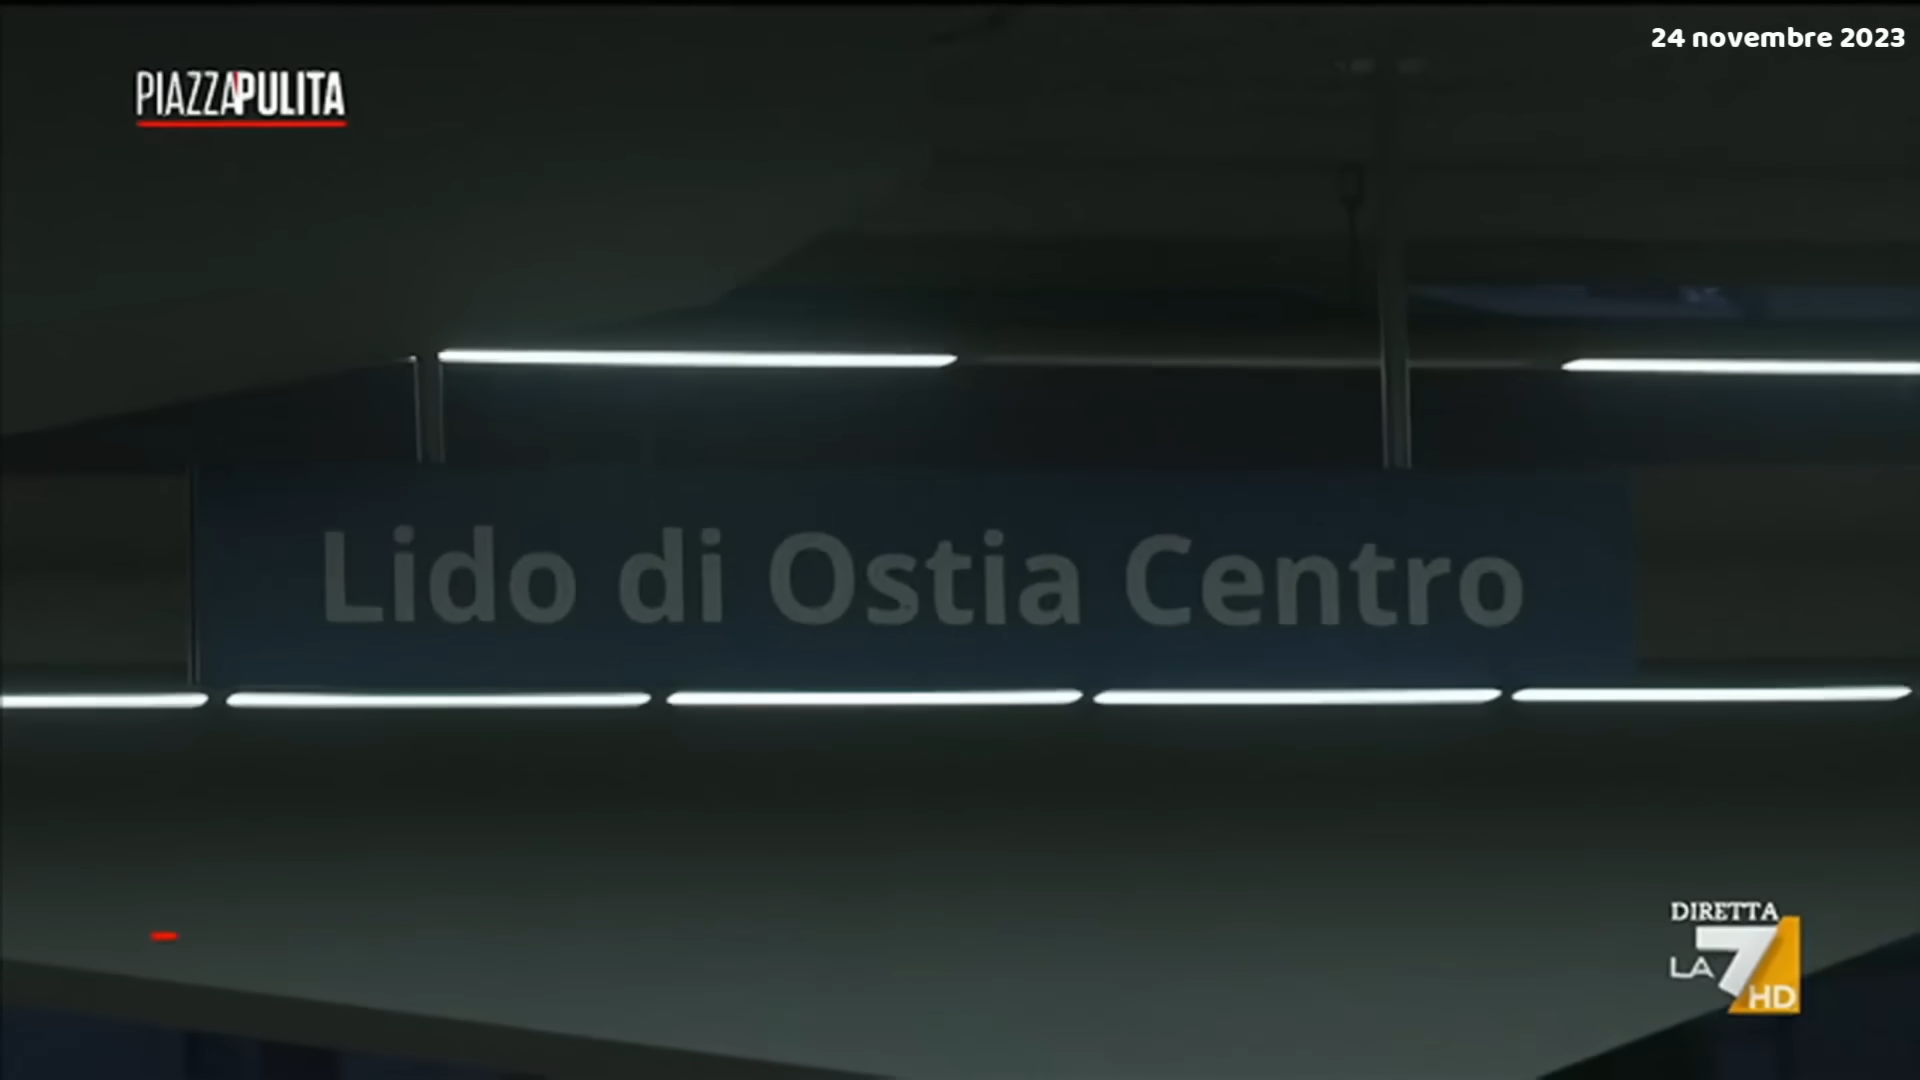 24 novembre 2023
PIAZZAPULITA
Lido di Ostia Centro
DIRETTA
LA7
HD